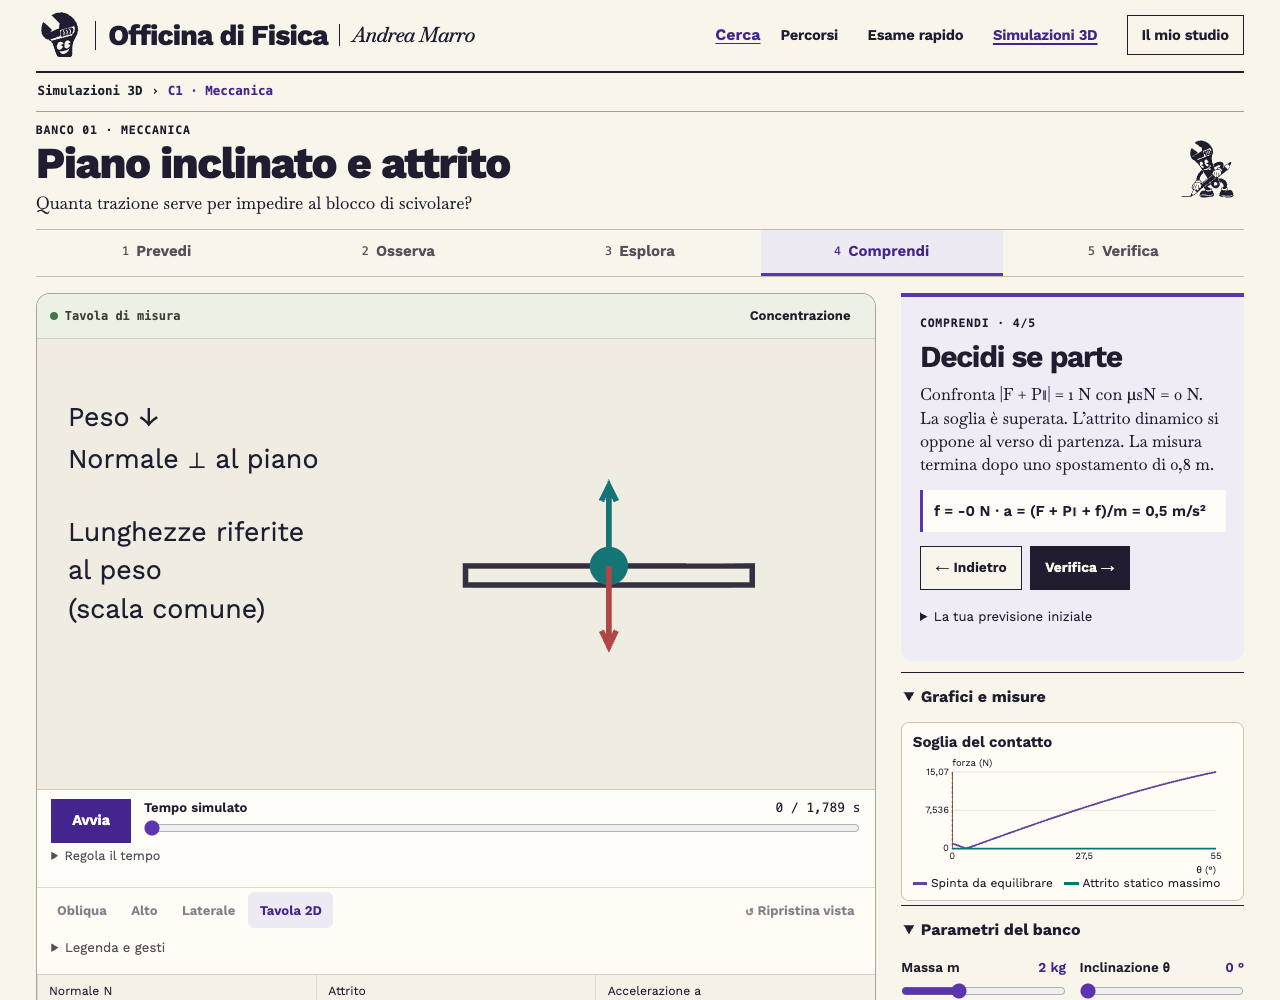 Officina di Fisica
Andrea Marro
Cerca
Percorsi
Esame rapido
Simulazioni 3D
Il mio studio
Simulazioni 3D › C1 · Meccanica
BANCO 01 · MECCANICA
Piano inclinato e attrito
Quanta trazione serve per impedire al blocco di scivolare?
1 Prevedi
2 Osserva
3 Esplora
4 Comprendi
5 Verifica
Tavola di misura
Concentrazione
Peso ↓
Normale ⊥ al piano
Lunghezze riferite
al peso
(scala comune)
Avvia
Tempo simulato
0 / 1,789 s
▶ Regola il tempo
Obliqua
Alto
Laterale
Tavola 2D
↺ Ripristina vista
▶ Legenda e gesti
Normale N
Attrito
Accelerazione a
COMPRENDI · 4/5
Decidi se parte
Confronta |F + P∥| = 1 N con µsN = 0 N.
La soglia è superata. L’attrito dinamico si
oppone al verso di partenza. La misura
termina dopo uno spostamento di 0,8 m.
f = -0 N · a = (F + P∥ + f)/m = 0,5 m/s²
← Indietro
Verifica →
▶ La tua previsione iniziale
▼ Grafici e misure
Soglia del contatto
forza (N)
15,07
7,536
0
0
27,5
55
θ (°)
Spinta da equilibrare
Attrito statico massimo
▼ Parametri del banco
Massa m
2 kg
Inclinazione θ
0 °